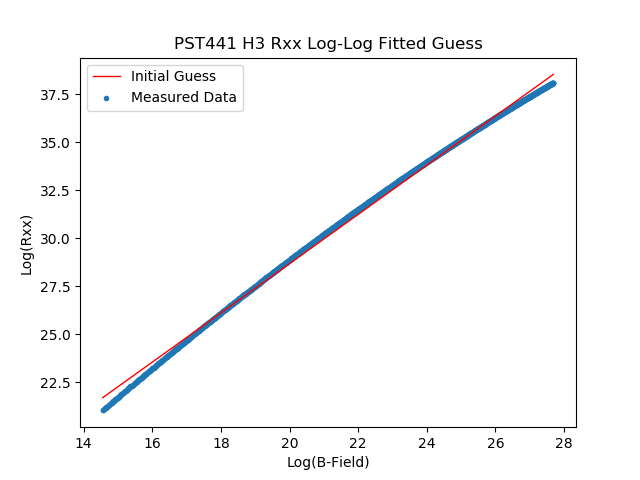 PST441 H3 Rxx Log-Log Fitted Guess
Initial Guess
Measured Data
37.5
35.0
32.5
30.0
27.5
25.0
22.5
Log(Rxx)
14 16 18 20 22 24 26 28
Log(B-Field)